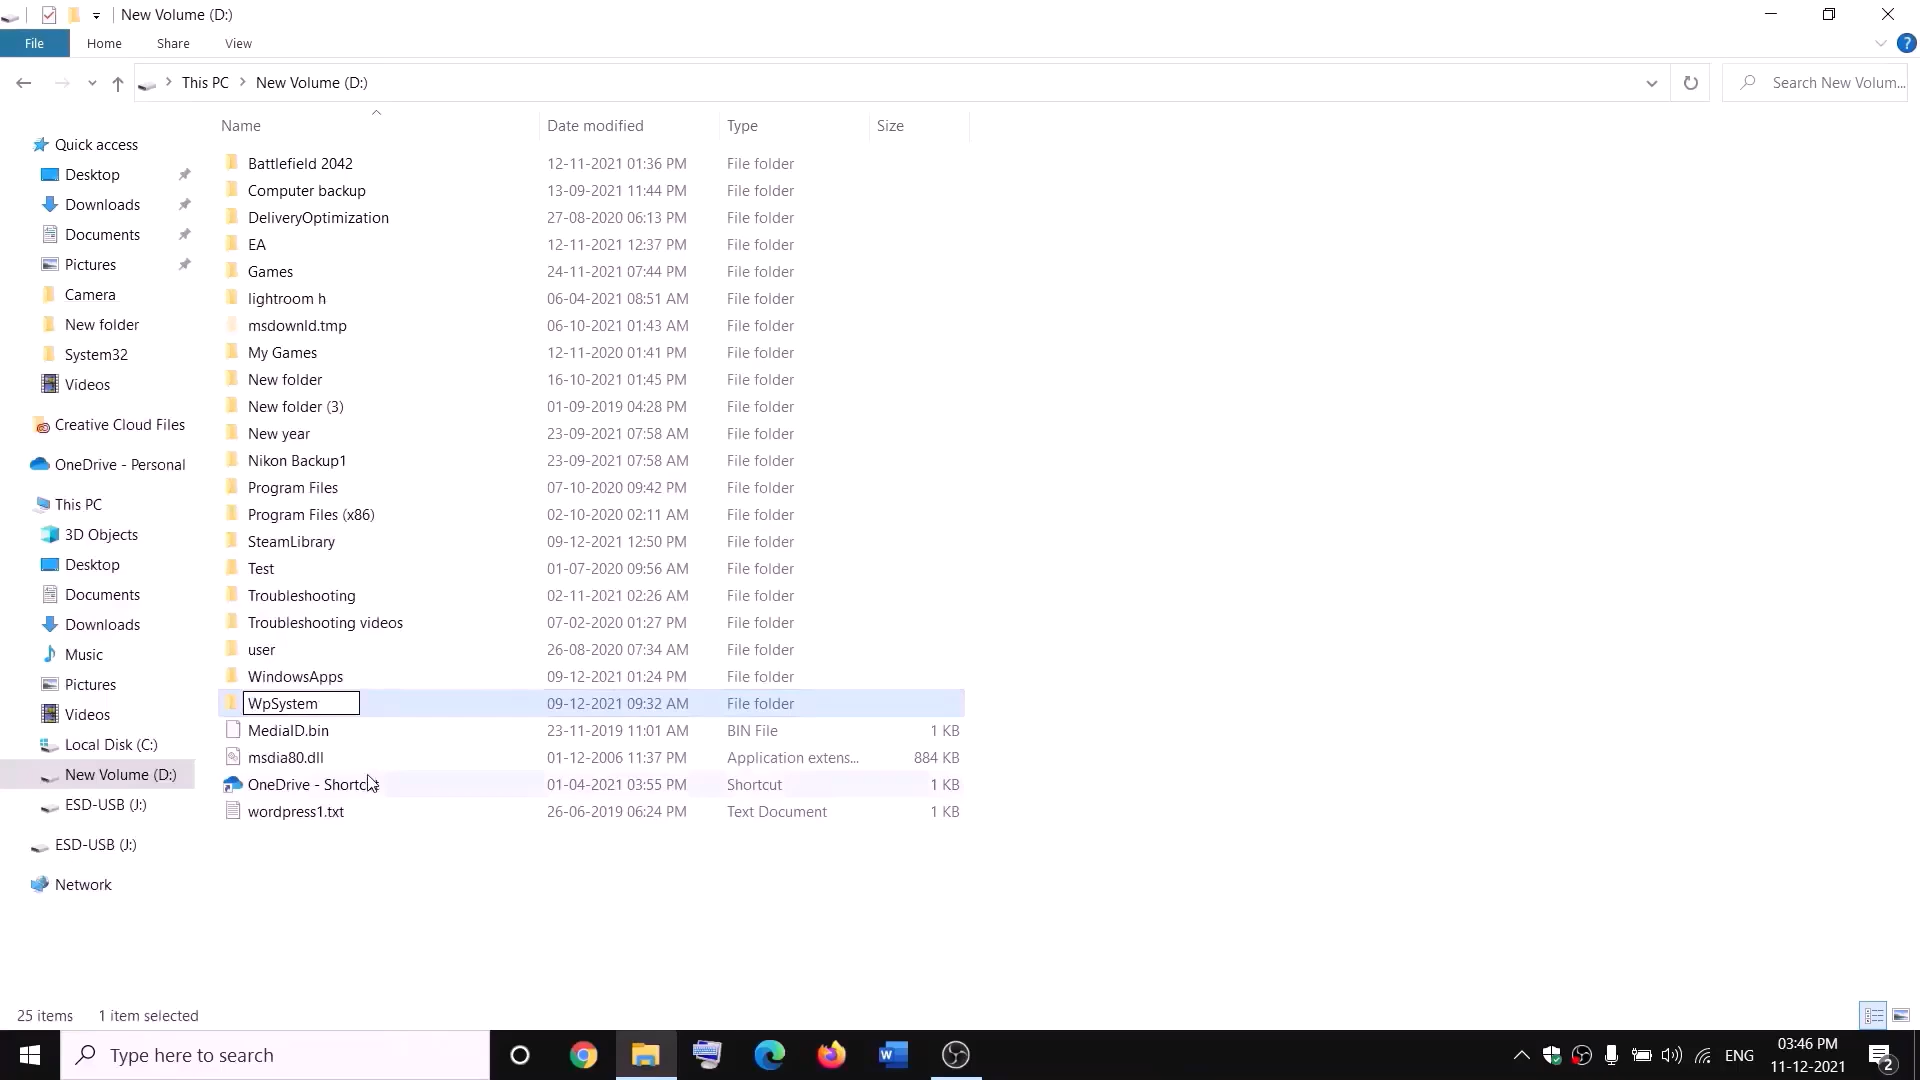 New Volume (D:)
File Home Share View
This PC New Volume (D:) Search New Volum...
Name Date modified Type Size
Quick access
Desktop
Downloads
Documents
Pictures
Camera
New folder
System32
Videos
Creative Cloud Files
OneDrive - Personal
This PC
3D Objects
Desktop
Documents
Downloads
Music
Pictures
Videos
Local Disk (C:)
New Volume (D:)
ESD-USB (J:)
ESD-USB (J:)
Network
Battlefield 2042 12-11-2021 01:36 PM File folder
Computer backup 13-09-2021 11:44 PM File folder
DeliveryOptimization 27-08-2020 06:13 PM File folder
EA 12-11-2021 12:37 PM File folder
Games 24-11-2021 07:44 PM File folder
lightroom h 06-04-2021 08:51 AM File folder
msdownld.tmp 06-10-2021 01:43 AM File folder
My Games 12-11-2020 01:41 PM File folder
New folder 16-10-2021 01:45 PM File folder
New folder (3) 01-09-2019 04:28 PM File folder
New year 23-09-2021 07:58 AM File folder
Nikon Backup1 23-09-2021 07:58 AM File folder
Program Files 07-10-2020 09:42 PM File folder
Program Files (x86) 02-10-2020 02:11 AM File folder
SteamLibrary 09-12-2021 12:50 PM File folder
Test 01-07-2020 09:56 AM File folder
Troubleshooting 02-11-2021 02:26 AM File folder
Troubleshooting videos 07-02-2020 01:27 PM File folder
user 26-08-2020 07:34 AM File folder
WindowsApps 09-12-2021 01:24 PM File folder
WpSystem 09-12-2021 09:32 AM File folder
MediaID.bin 23-11-2019 11:01 AM BIN File 1 KB
msdia80.dll 01-12-2006 11:37 PM Application extens... 884 KB
OneDrive - Shortcut 01-04-2021 03:55 PM Shortcut 1 KB
wordpress1.txt 26-06-2019 06:24 PM Text Document 1 KB
25 items 1 item selected
Type here to search
ENG
03:46 PM
11-12-2021
2